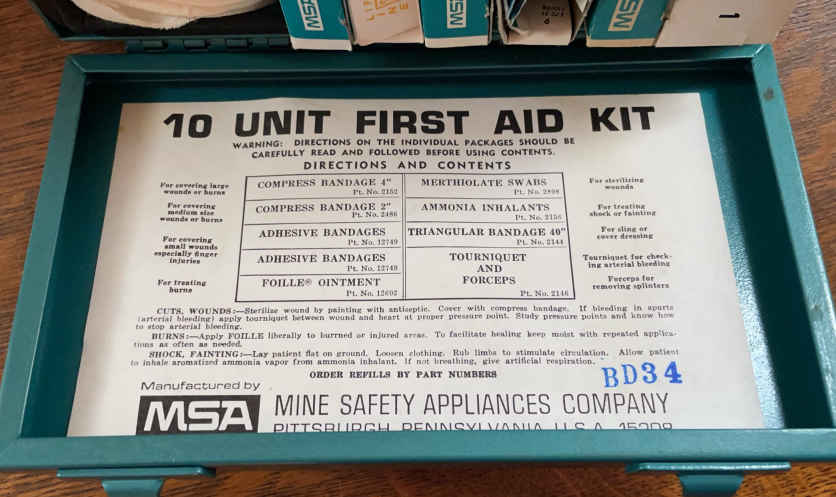 MSA
MSA
MSA
1
10 UNIT FIRST AID KIT
WARNING: DIRECTIONS ON THE INDIVIDUAL PACKAGES SHOULD BE
CAREFULLY READ AND FOLLOWED BEFORE USING CONTENTS.
DIRECTIONS AND CONTENTS
For covering large
wounds or burns
COMPRESS BANDAGE 4"
Pt. No. 2152
MERTHIOLATE SWABS
Pt. No. 2898
For sterilizing
wounds
For covering
medium size
wounds or burns
COMPRESS BANDAGE 2"
Pt. No. 2486
AMMONIA INHALANTS
Pt. No. 2156
For treating
shock or fainting
For covering
small wounds
especially finger
injuries
ADHESIVE BANDAGES
Pt. No. 12749
TRIANGULAR BANDAGE 40"
Pt. No. 2144
For sling or
cover dressing
ADHESIVE BANDAGES
Pt. No. 12749
TOURNIQUET
AND
FORCEPS
Pt. No. 2146
Tourniquet for check-
ing arterial bleeding
Forceps for
removing splinters
For treating
burns
FOILLE® OINTMENT
Pt. No. 12602
CUTS, WOUNDS:—Sterilize wound by painting with antiseptic. Cover with compress bandage. If bleeding in spurts
(arterial bleeding) apply tourniquet between wound and heart at proper pressure point. Study pressure points and know how
to stop arterial bleeding.
BURNS:—Apply FOILLE liberally to burned or injured areas. To facilitate healing keep moist with repeated applica-
tions as often as needed.
SHOCK, FAINTING:—Lay patient flat on ground. Loosen clothing. Rub limbs to stimulate circulation. Allow patient
to inhale aromatized ammonia vapor from ammonia inhalant. If not breathing, give artificial respiration.
ORDER REFILLS BY PART NUMBERS
BD34
Manufactured by
MSA MINE SAFETY APPLIANCES COMPANY
PITTSBURGH, PENNSYLVANIA U.S.A. 15208